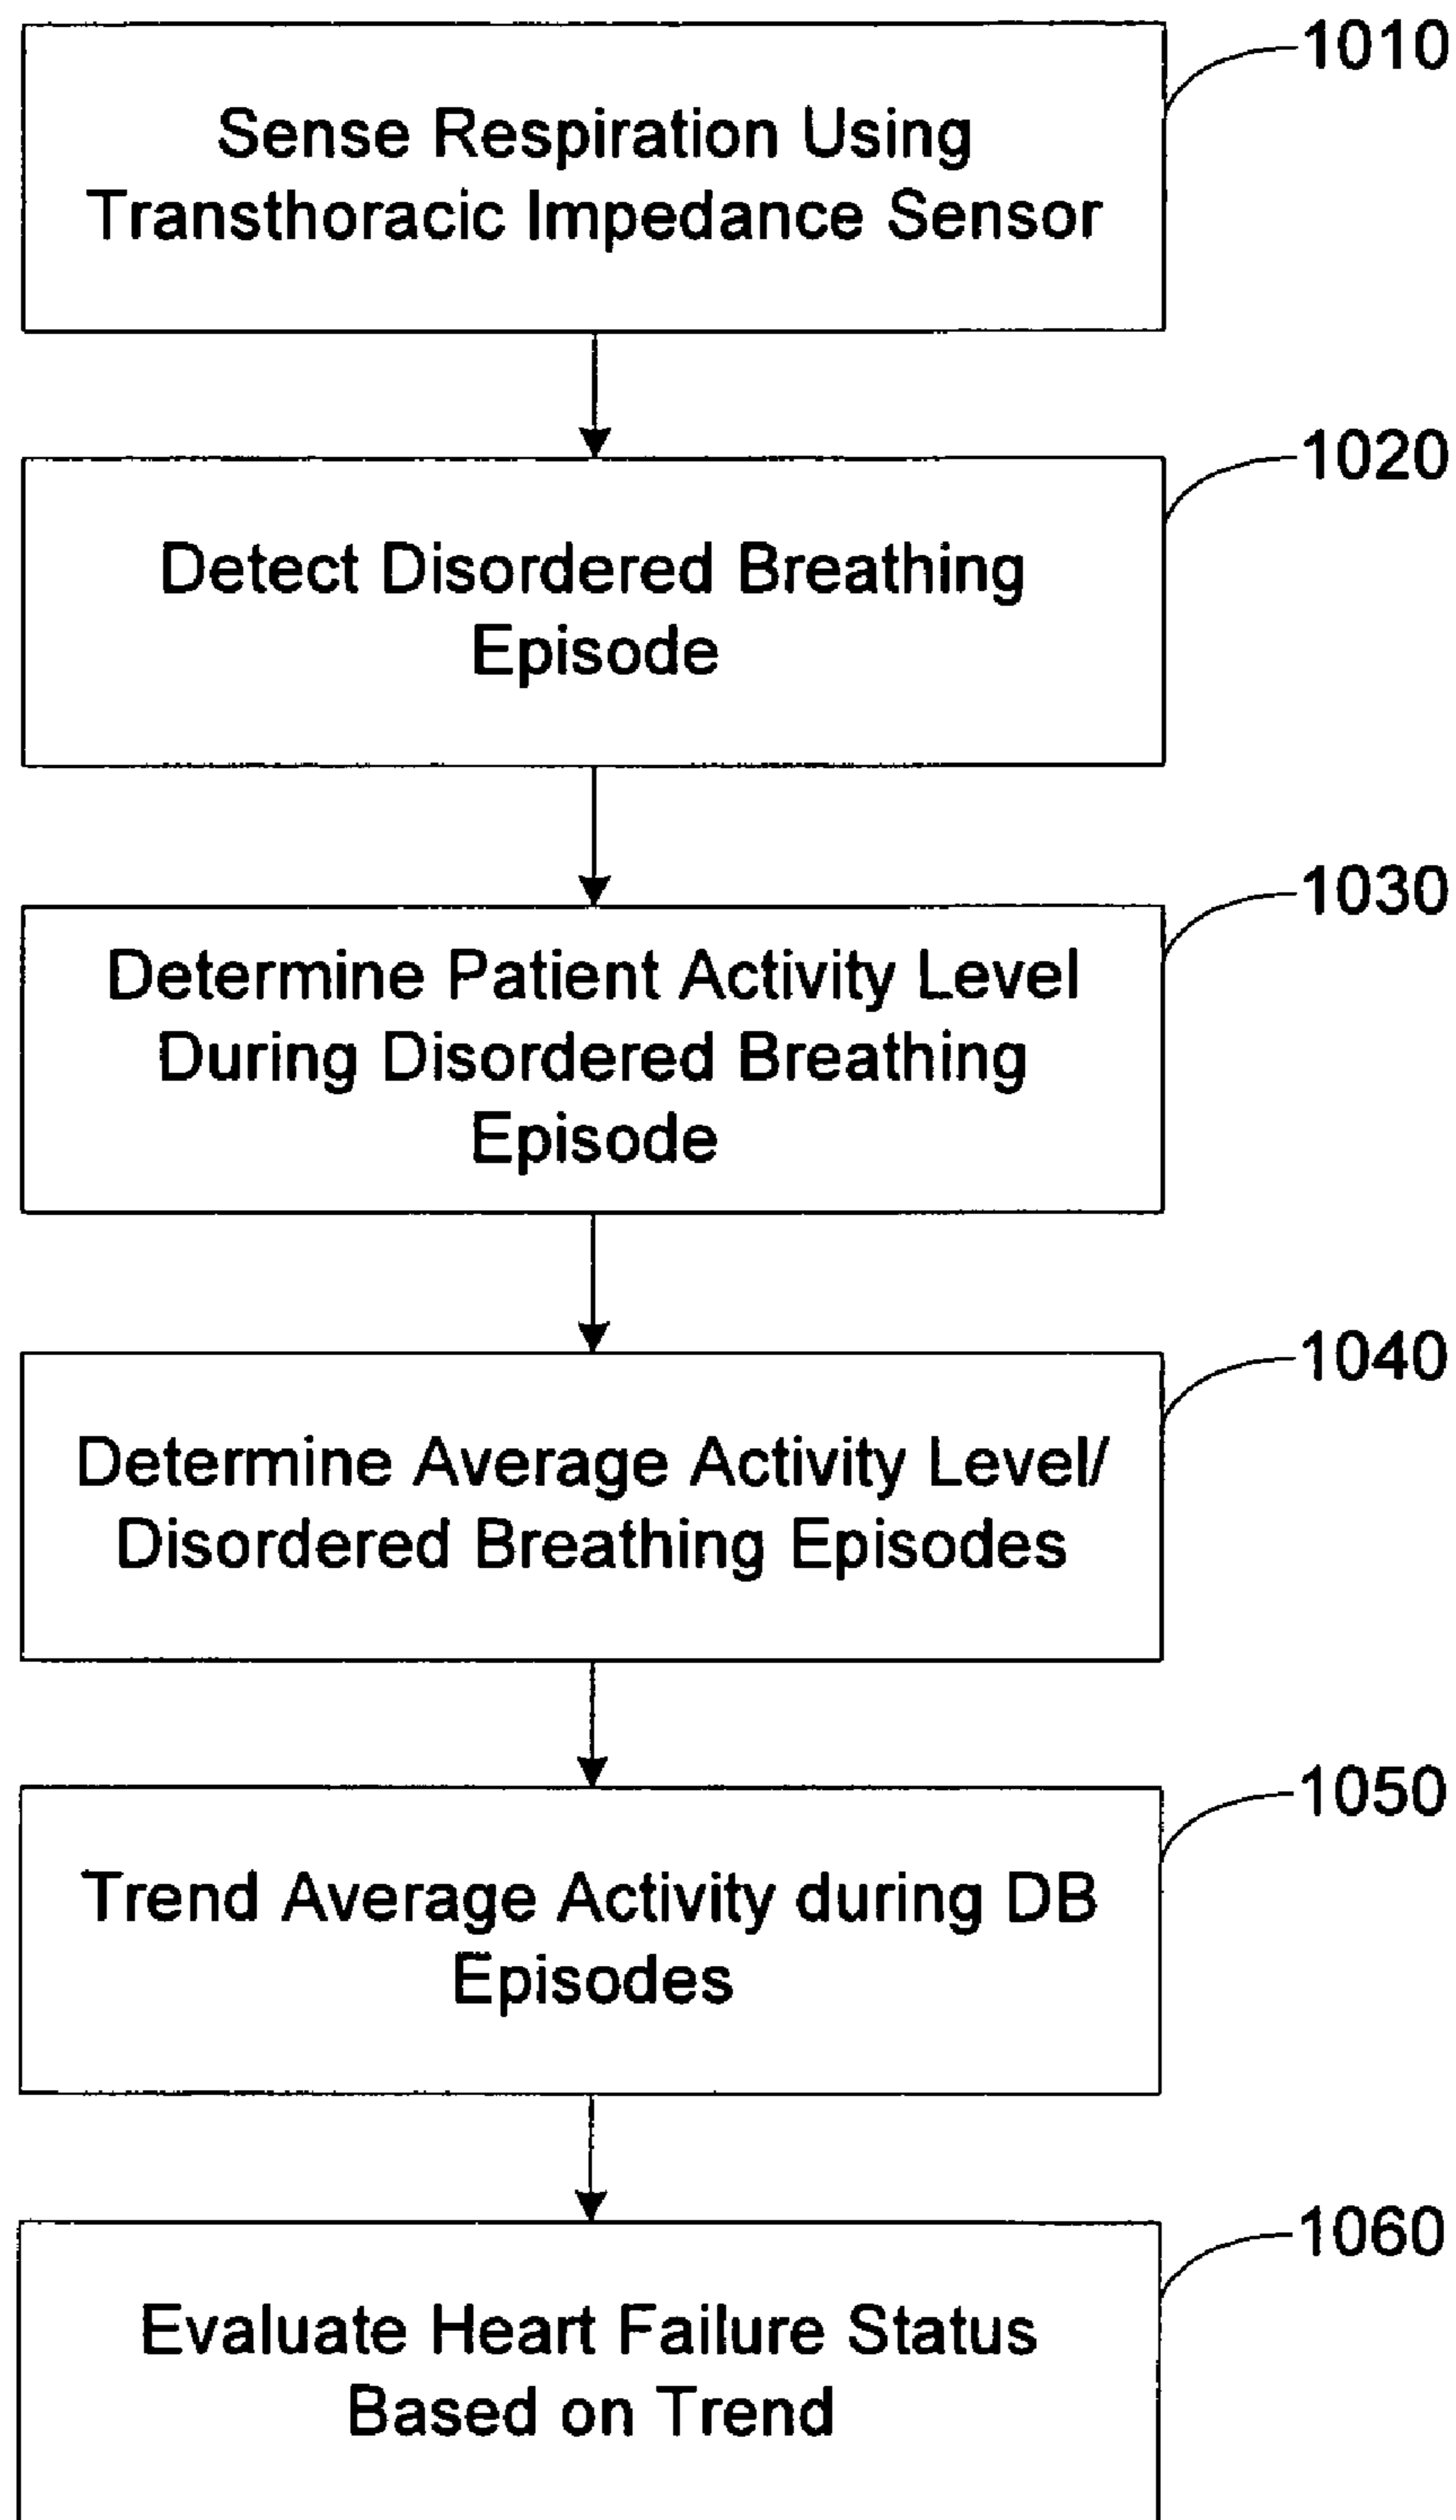 1010
Sense Respiration Using
Transthoracic Impedance Sensor
1020
Detect Disordered Breathing
Episode
1030
Determine Patient Activity Level
During Disordered Breathing
Episode
1040
Determine Average Activity Level/
Disordered Breathing Episodes
1050
Trend Average Activity during DB
Episodes
1060
Evaluate Heart Failure Status
Based on Trend